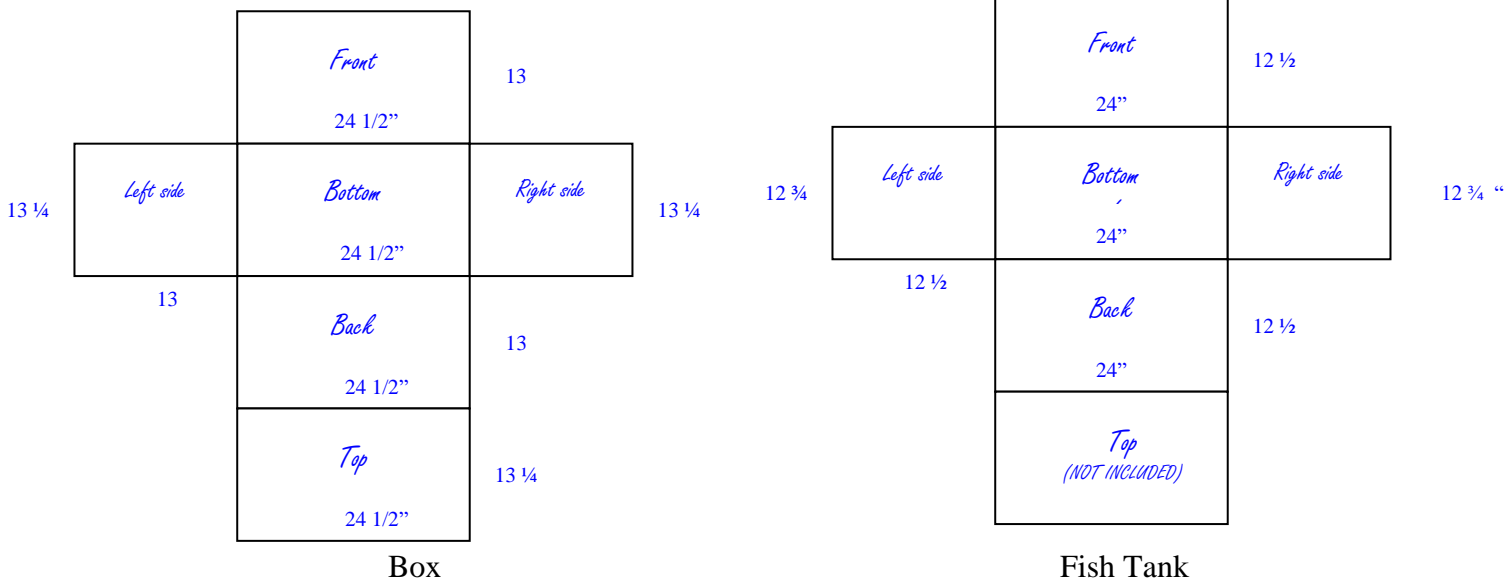 Front
13
24 1/2”
Left side
Bottom
Right side
13 ¼
13 ¼
24 1/2”
13
Back
13
24 1/2”
Top
13 ¼
24 1/2”
Box
Front
12 ½
24”
Left side
Bottom
Right side
12 ¾
12 ¾ “
24”
12 ½
Back
12 ½
24”
Top
(NOT INCLUDED)
Fish Tank